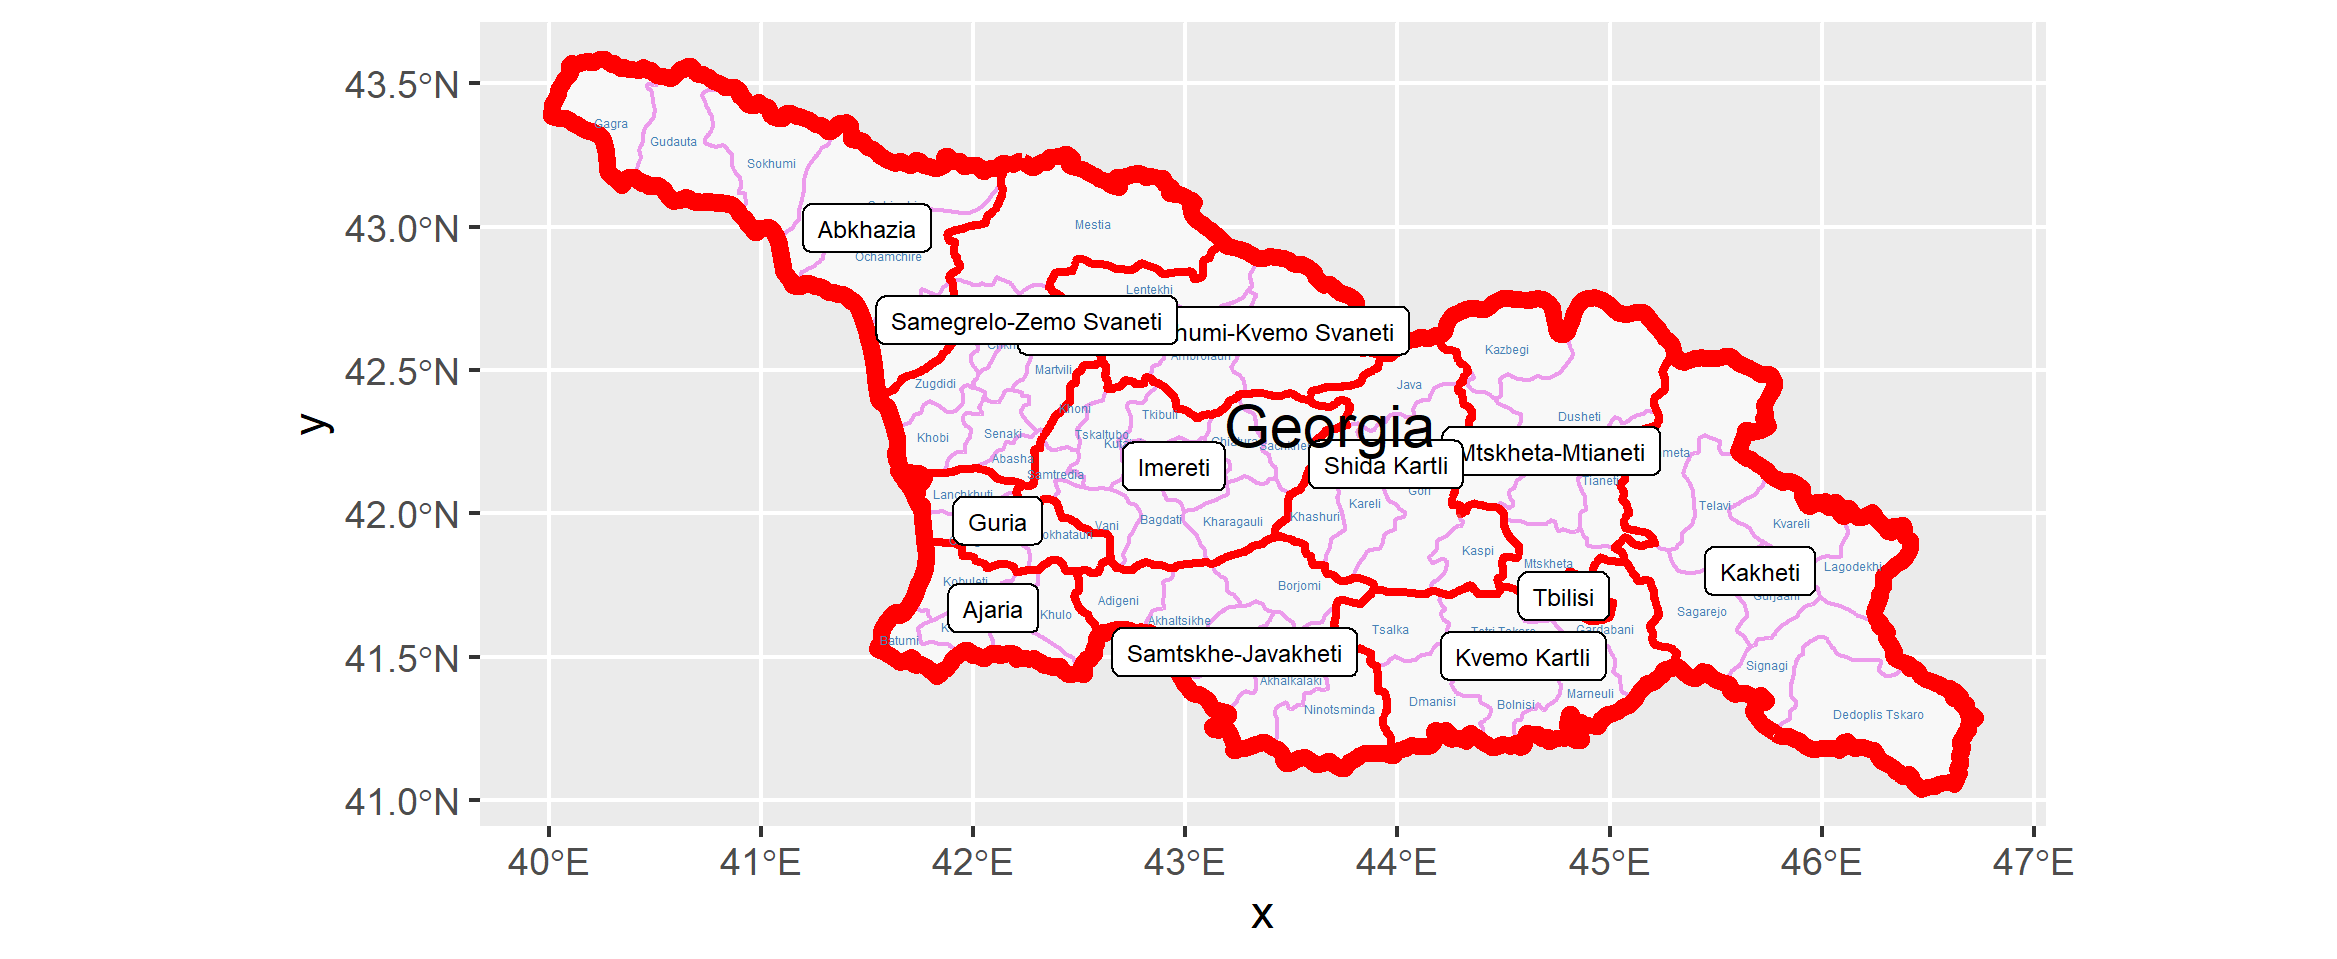 43.5°N
43.0°N
42.5°N
42.0°N
41.5°N
41.0°N
y
Gagra
Gudauta
Sokhumi
Abkhazia
Ochamchire
Mestia
Lentekhi
Samegrelo-Zemo Svaneti
humi-Kvemo Svaneti
Martvili
Zugdidi
Khobi
Senaki
Abasha
Khoni
Tskaltubo
Samtredia
Tkibuli
Imereti
Georgia
Java
Kazbegi
Dusheti
Shida Kartli
Mtskheta-Mtianeti
meta
Tianeti
Gori
Kareli
Khashuri
Kaspi
Mtskheta
Telavi
Kvareli
Lagodekhi
Kakheti
Gurjaani
Sagarejo
Signagi
Dedoplis Tskaro
Lanchkhuti
Guria
okhatauri
Vani
Bagdati
Kharagauli
Kobuleti
Ajaria
Khulo
Batumi
Adigeni
Borjomi
Akhaltsikhe
Samtskhe-Javakheti
Akhalkalaki
Ninotsminda
Tsalka
Tbilisi
Tetri Tskaro
Gardabani
Kvemo Kartli
Dmanisi
Bolnisi
Marneuli
40°E
41°E
42°E
43°E
44°E
45°E
46°E
47°E
x